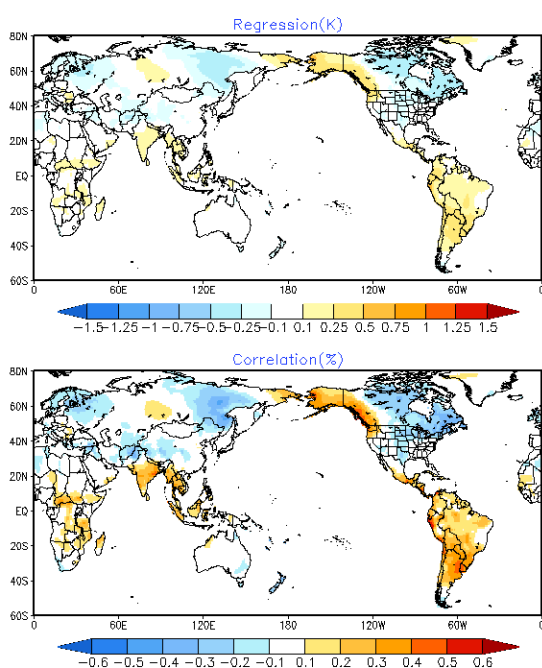 Regression(K)
80N
60N
40N
20N
EQ
20S
40S
60S
0 60E 120E 180 120W 60W 0
-1.5 -1.25 -1 -0.75 -0.5 -0.25 -0.1 0.1 0.25 0.5 0.75 1 1.25 1.5
Correlation(%)
80N
60N
40N
20N
EQ
20S
40S
60S
0 60E 120E 180 120W 60W 0
-0.6 -0.5 -0.4 -0.3 -0.2 -0.1 0.1 0.2 0.3 0.4 0.5 0.6